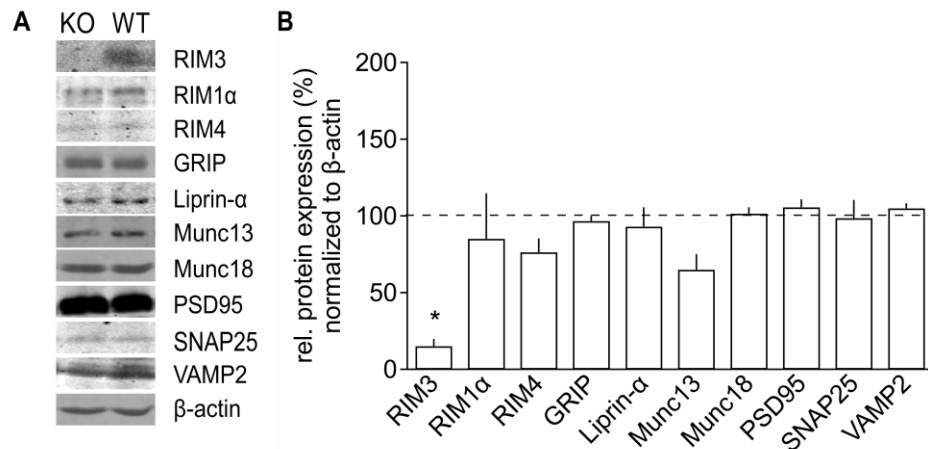 A
KO WT
RIM3
RIM1α
RIM4
GRIP
Liprin-α
Munc13
Munc18
PSD95
SNAP25
VAMP2
β-actin
B
rel. protein expression (%)
normalized to β-actin
200
150
100
50
0
*
RIM3
RIM1α
RIM4
GRIP
Liprin-α
Munc13
Munc18
PSD95
SNAP25
VAMP2